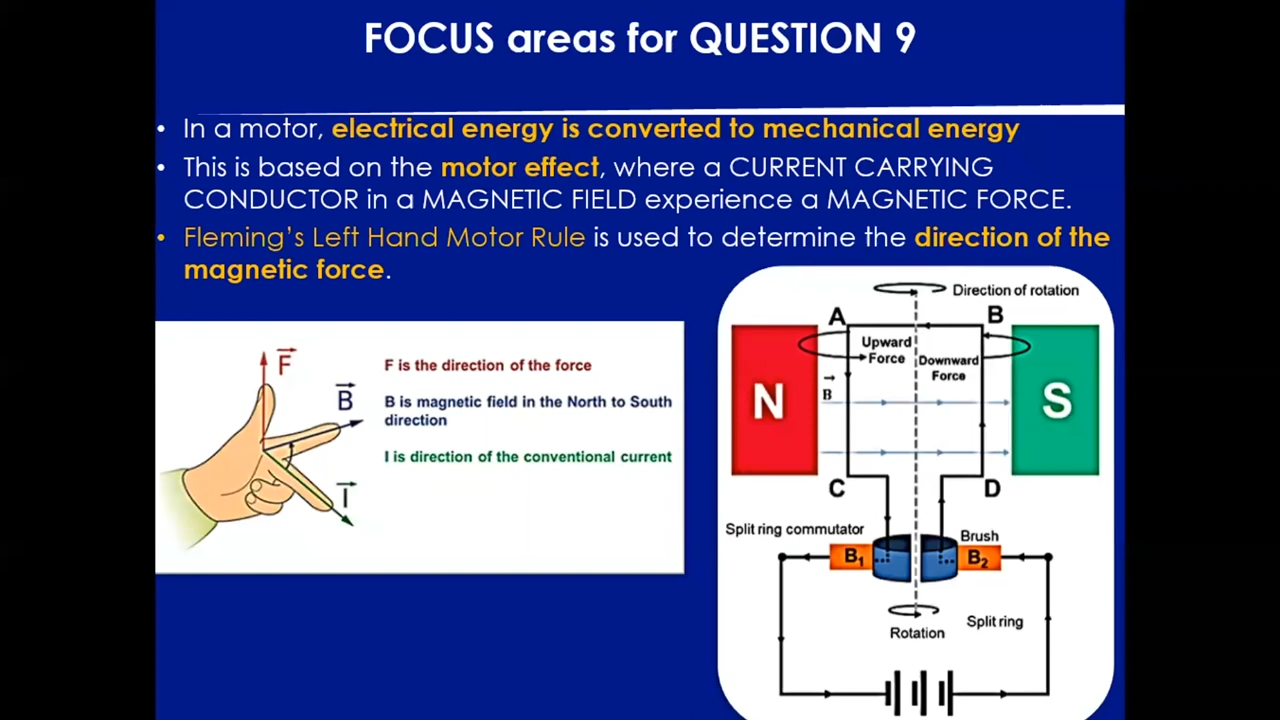 FOCUS areas for QUESTION 9
• In a motor, electrical energy is converted to mechanical energy
• This is based on the motor effect, where a CURRENT CARRYING
CONDUCTOR in a MAGNETIC FIELD experience a MAGNETIC FORCE.
• Fleming's Left Hand Motor Rule is used to determine the direction of the
magnetic force.
F
B
I
F is the direction of the force
B is magnetic field in the North to South
direction
I is direction of the conventional current
Direction of rotation
A
B
Upward
Force
Downward
Force
B
N
S
C
D
Split ring commutator
Brush
B1
B2
Split ring
Rotation